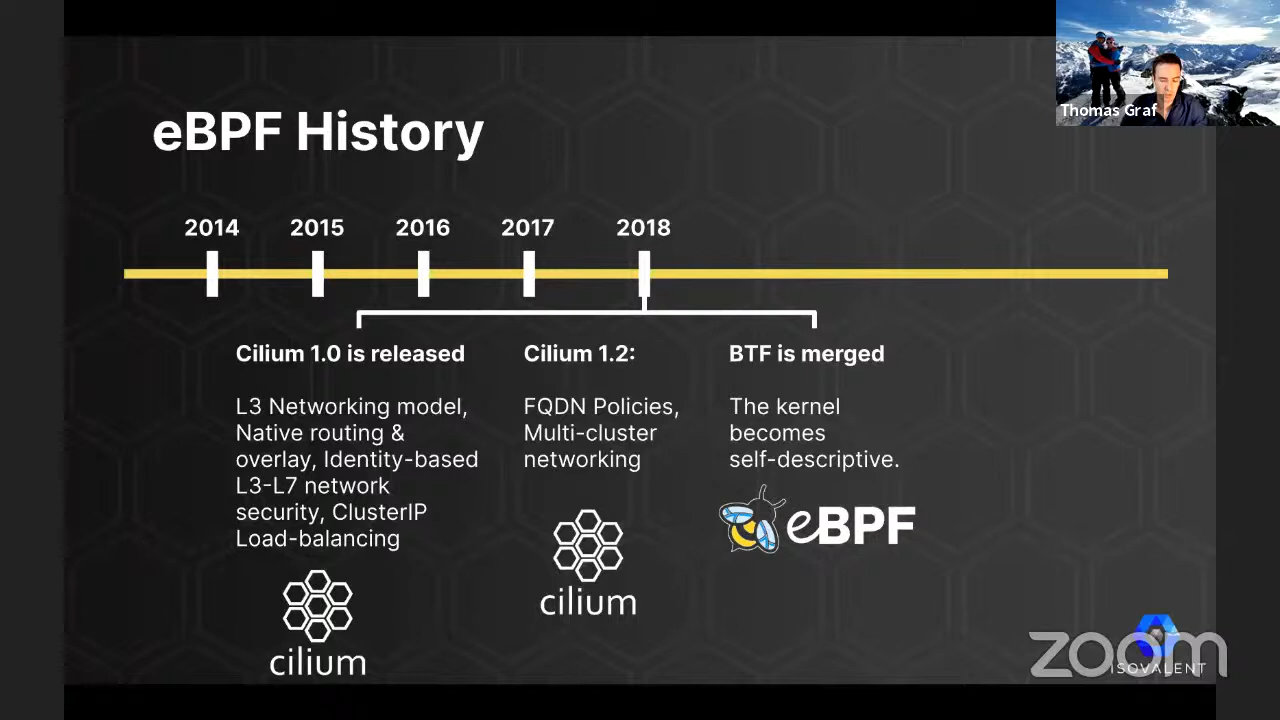 Thomas Graf
eBPF History
2014 2015 2016 2017 2018
Cilium 1.0 is released
L3 Networking model,
Native routing &
overlay, Identity-based
L3-L7 network
security, ClusterIP
Load-balancing
cilium
Cilium 1.2:
FQDN Policies,
Multi-cluster
networking
cilium
BTF is merged
The kernel
becomes
self-descriptive.
eBPF
zoom
ISOVALENT